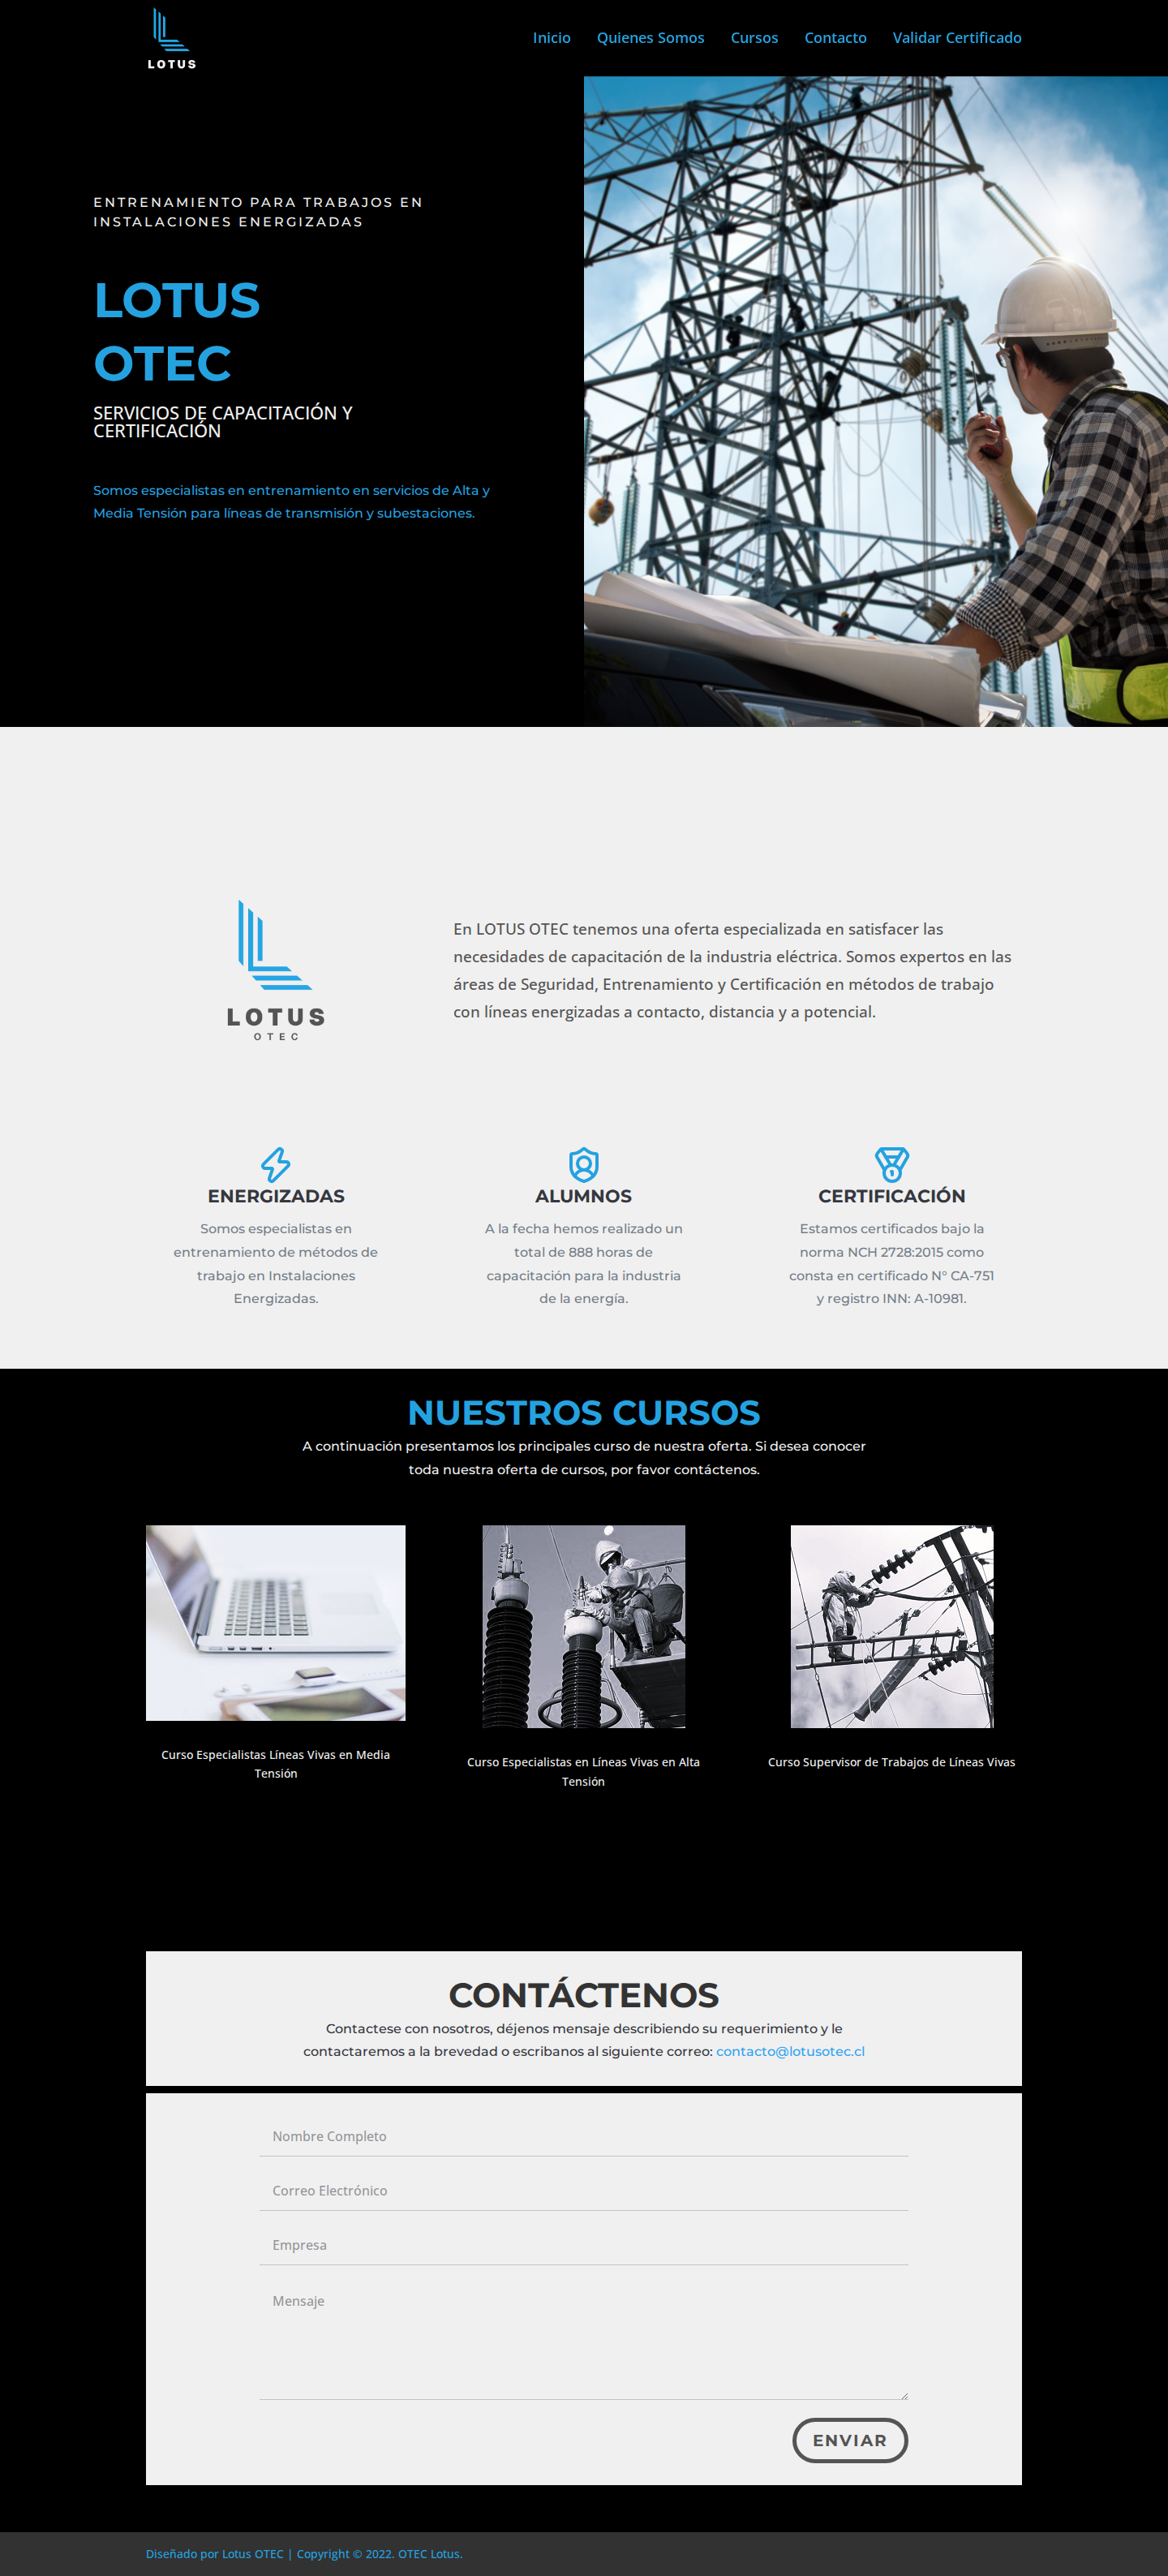 LOTUS
Inicio Quienes Somos Cursos Contacto Validar Certificado
ENTRENAMIENTO PARA TRABAJOS EN
INSTALACIONES ENERGIZADAS
LOTUS
OTEC
SERVICIOS DE CAPACITACIÓN Y
CERTIFICACIÓN
Somos especialistas en entrenamiento en servicios de Alta y
Media Tensión para líneas de transmisión y subestaciones.
LOTUS
OTEC
En LOTUS OTEC tenemos una oferta especializada en satisfacer las
necesidades de capacitación de la industria eléctrica. Somos expertos en las
áreas de Seguridad, Entrenamiento y Certificación en métodos de trabajo
con líneas energizadas a contacto, distancia y a potencial.
ENERGIZADAS
Somos especialistas en
entrenamiento de métodos de
trabajo en Instalaciones
Energizadas.
ALUMNOS
A la fecha hemos realizado un
total de 888 horas de
capacitación para la industria
de la energía.
CERTIFICACIÓN
Estamos certificados bajo la
norma NCH 2728:2015 como
consta en certificado N° CA-751
y registro INN: A-10981.
NUESTROS CURSOS
A continuación presentamos los principales curso de nuestra oferta. Si desea conocer
toda nuestra oferta de cursos, por favor contáctenos.
Curso Especialistas Líneas Vivas en Media
Tensión
Curso Especialistas en Líneas Vivas en Alta
Tensión
Curso Supervisor de Trabajos de Líneas Vivas
CONTÁCTENOS
Contactese con nosotros, déjenos mensaje describiendo su requerimiento y le
contactaremos a la brevedad o escribanos al siguiente correo: contacto@lotusotec.cl
Nombre Completo
Correo Electrónico
Empresa
Mensaje
ENVIAR
Diseñado por Lotus OTEC | Copyright © 2022. OTEC Lotus.